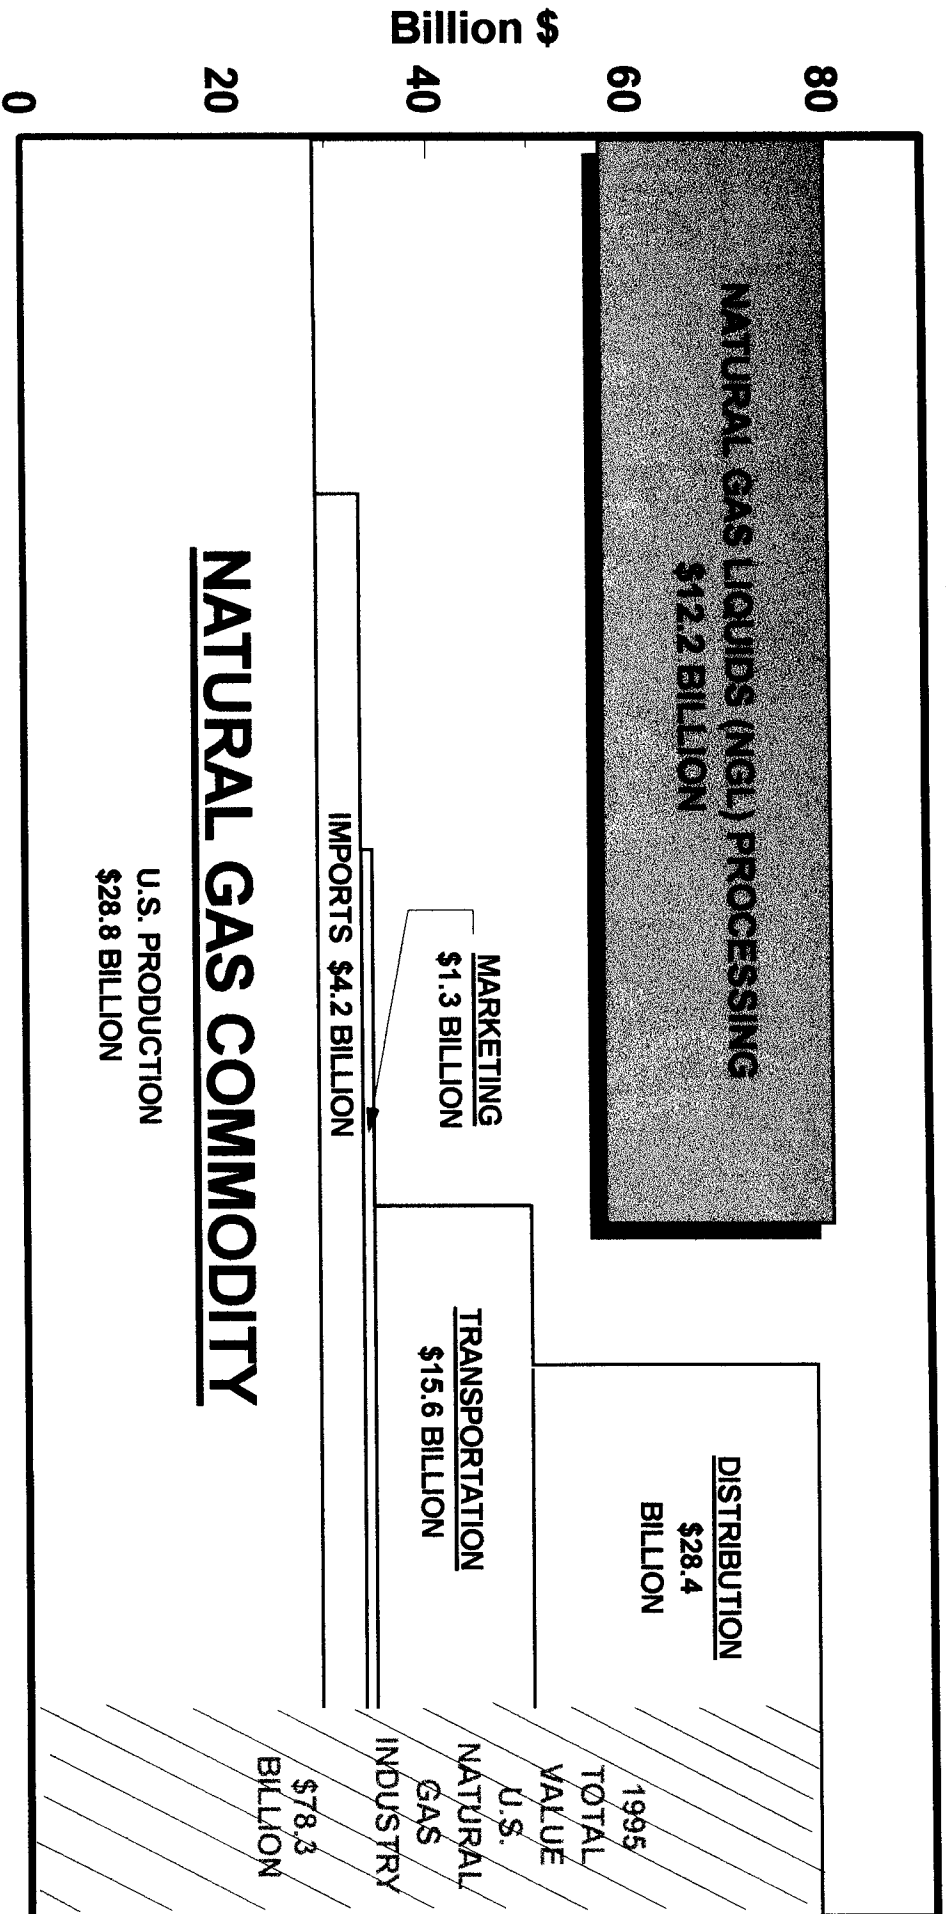 Billion $
80
60
40
20
0
NATURAL GAS LIQUIDS (NGL) PROCESSING
$12.2 BILLION
DISTRIBUTION
$28.4
BILLION
MARKETING
$1.3 BILLION
TRANSPORTATION
$15.6 BILLION
IMPORTS $4.2 BILLION
NATURAL GAS COMMODITY
U.S. PRODUCTION
$28.8 BILLION
1995
TOTAL
VALUE
U.S.
NATURAL
GAS
INDUSTRY
$78.3
BILLION